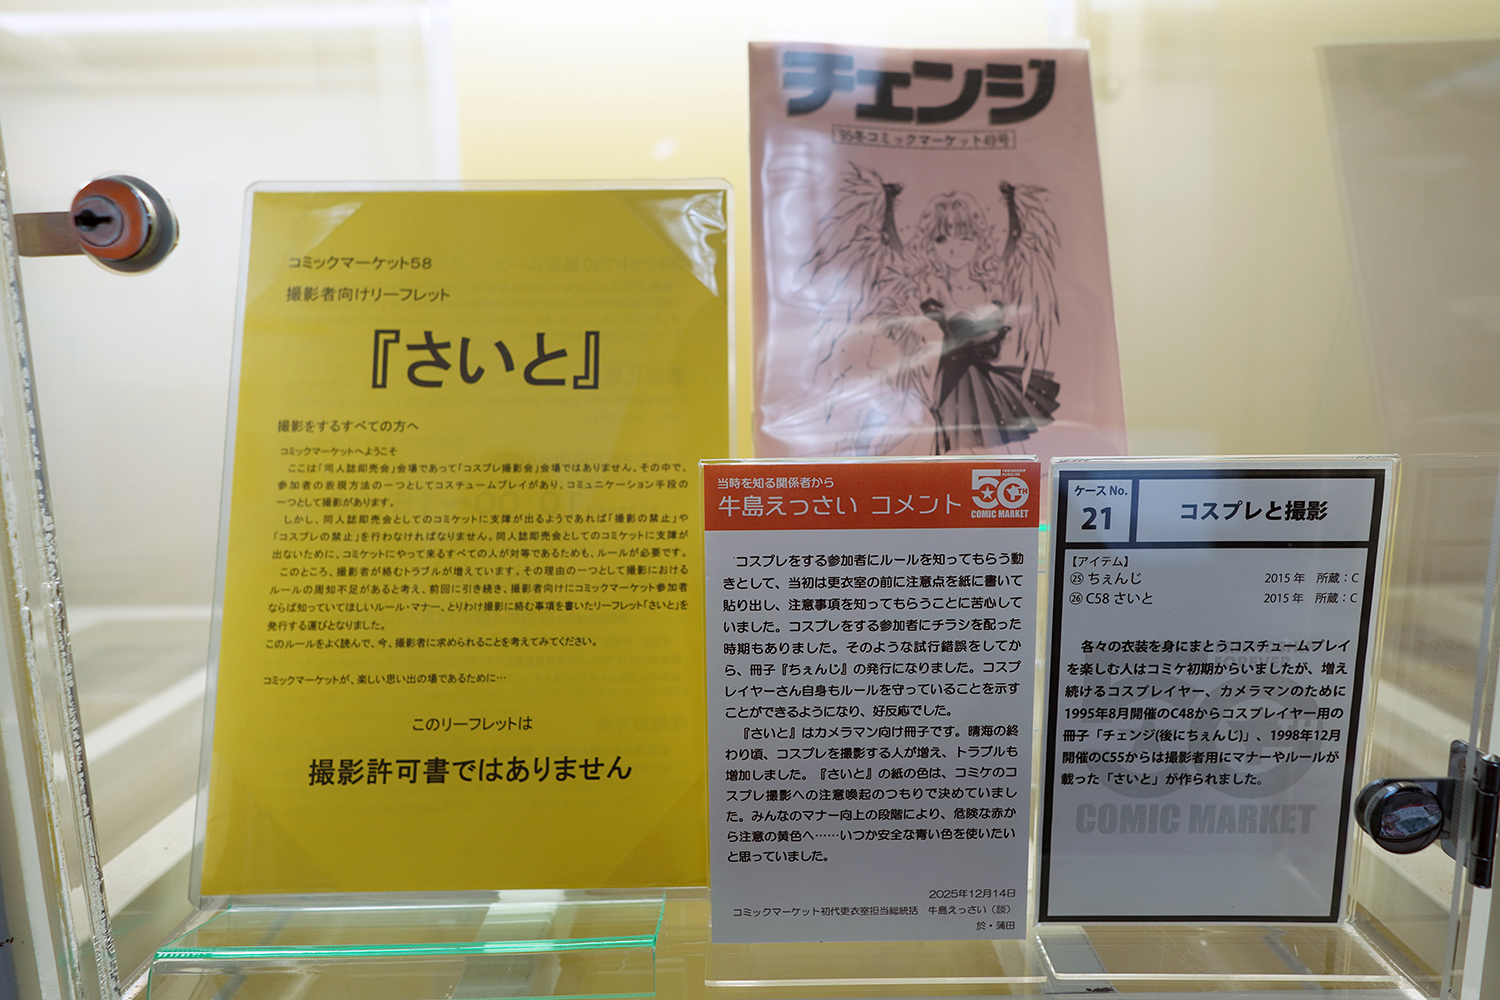 コミックマーケット58
撮影者向けリーフレット
『さいと』
撮影をするすべての方へ
コミックマーケットへようこそ
ここは「同人誌即売会」会場であって「コスプレ撮影会」会場ではありません。その中で、
参加者の表現方法の一つとしてコスチュームプレイがあり、コミュニケーション手段の
一つとして撮影があります。
しかし、同人誌即売会としてのコミケットに支障が出るようであれば「撮影の禁止」や
「コスプレの禁止」を行わなければなりません。同人誌即売会としてのコミケットに支障が
出ないために、コミケットにやって来るすべての人が対等であるためも、ルールが必要です。
このところ、撮影者が絡むトラブルが増えています。その理由の一つとして撮影における
ルールの周知不足があると考え、前回に引き続き、撮影者向けにコミックマーケット参加者
ならば知っていてほしいルール・マナー、とりわけ撮影に絡む事項を書いたリーフレット「さいと」を
発行する運びとなりました。
このルールをよく読んで、今、撮影者に求められることを考えてみてください。
コミックマーケットが、楽しい思い出の場であるために…
このリーフレットは
撮影許可書ではありません
チェンジ
'95冬コミックマーケット49号
当時を知る関係者から
牛島えっさい コメント
50TH
FOREVER
COMIC MARKET
コスプレをする参加者にルールを知ってもらう動
きとして、当初は更衣室の前に注意点を紙に書いて
貼り出し、注意事項を知ってもらうことに苦心して
いました。コスプレをする参加者にチラシを配った
時期もありました。そのような試行錯誤をしてか
ら、冊子『ちぇんじ』の発行になりました。コスプ
レイヤーさん自身もルールを守っていることを示す
ことができるようになり、好反応でした。
『さいと』はカメラマン向け冊子です。晴海の終
わり頃、コスプレを撮影する人が増え、トラブルも
増加しました。『さいと』の紙の色は、コミケのコ
スプレ撮影への注意喚起のつもりで決めていまし
た。みんなのマナー向上の段階により、危険な赤か
ら注意の黄色へ……いつか安全な青い色を使いたい
と思っていました。
2025年12月14日
コミックマーケット初代更衣室担当総統括 牛島えっさい（談）
於・蒲田
ケース No.
21
コスプレと撮影
【アイテム】
㉕ ちぇんじ 2015年 所蔵：C
㉖ C58 さいと 2015年 所蔵：C
各々の衣装を身にまとうコスチュームプレイ
を楽しむ人はコミケ初期からいましたが、増え
続けるコスプレイヤー、カメラマンのために
1995年8月開催のC48からコスプレイヤー用の
冊子「チェンジ(後にちぇんじ)」、1998年12月
開催のC55からは撮影者用にマナーやルールが
載った「さいと」が作られました。
FOREVER
COMIC MARKET